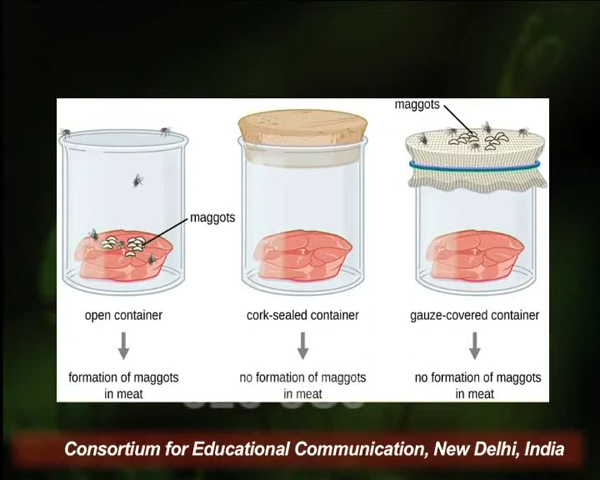 maggots
maggots
open container
cork-sealed container
gauze-covered container
formation of maggots
in meat
no formation of maggots
in meat
no formation of maggots
in meat
Consortium for Educational Communication, New Delhi, India